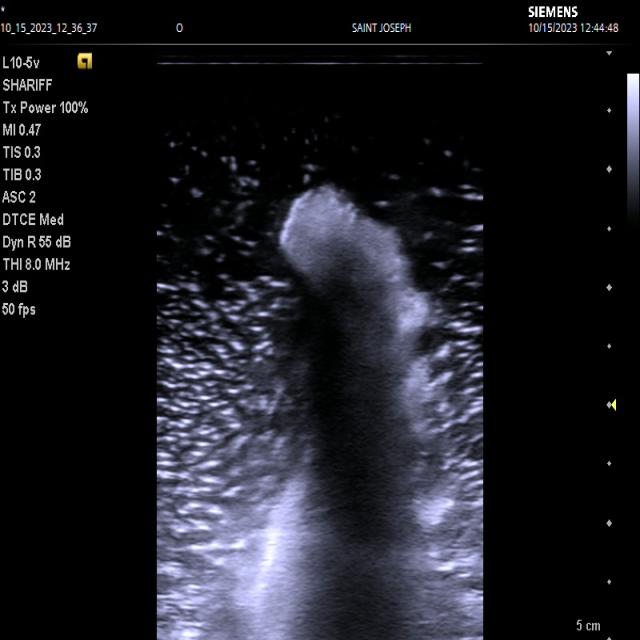 *
SIEMENS
10_15_2023_12_36_37
O
SAINT JOSEPH
10/15/2023 12:44:48
L10-5v
SHARIFF
Tx Power 100%
MI 0.47
TIS 0.3
TIB 0.3
ASC 2
DTCE Med
Dyn R 55 dB
THI 8.0 MHz
3 dB
50 fps
5 cm